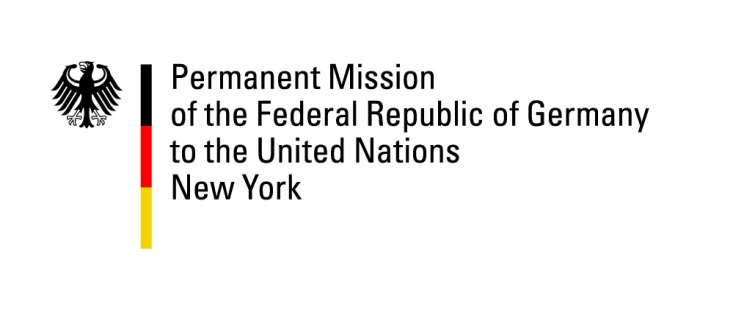 Permanent Mission
of the Federal Republic of Germany
to the United Nations
New York